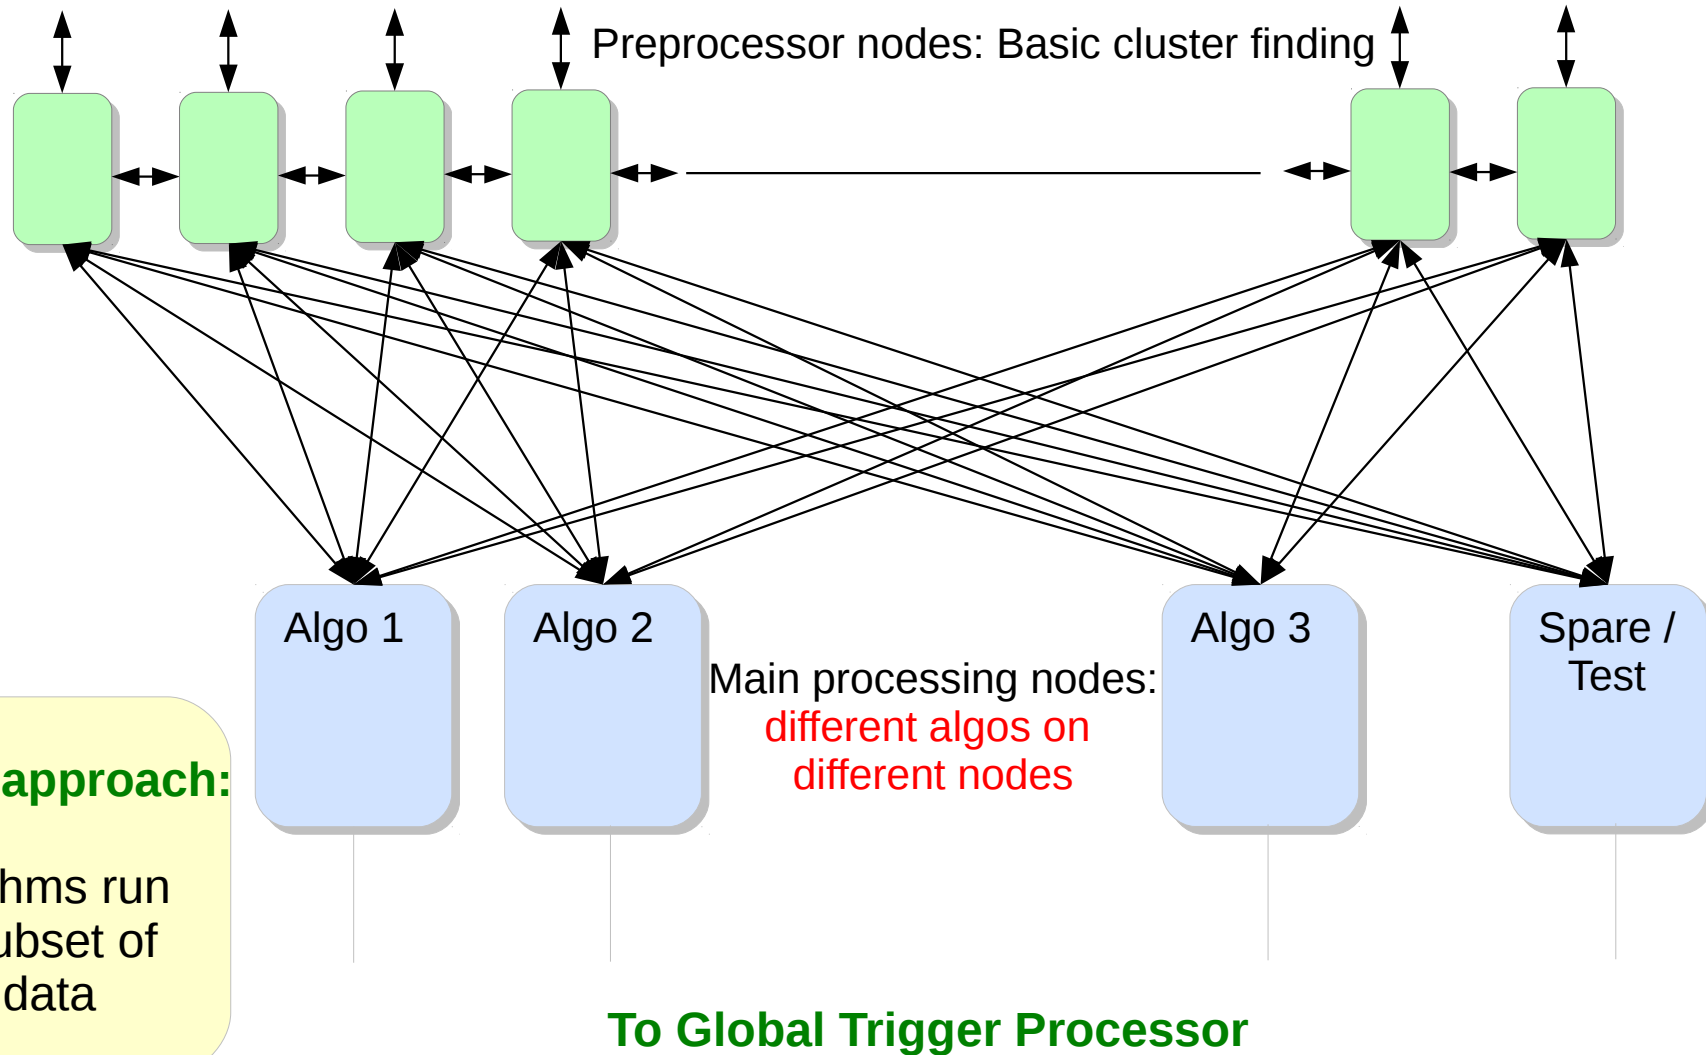 Preprocessor nodes: Basic cluster finding
Algo 1
Algo 2
Algo 3
Spare /
Test
Main processing nodes:
different algos on
different nodes
approach:
hms run
ubset of
data
To Global Trigger Processor